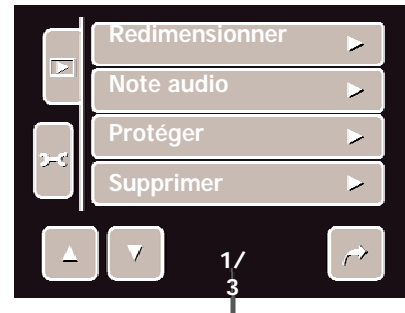 Redimensionner
Note audio
Protéger
Supprimer
1/
3